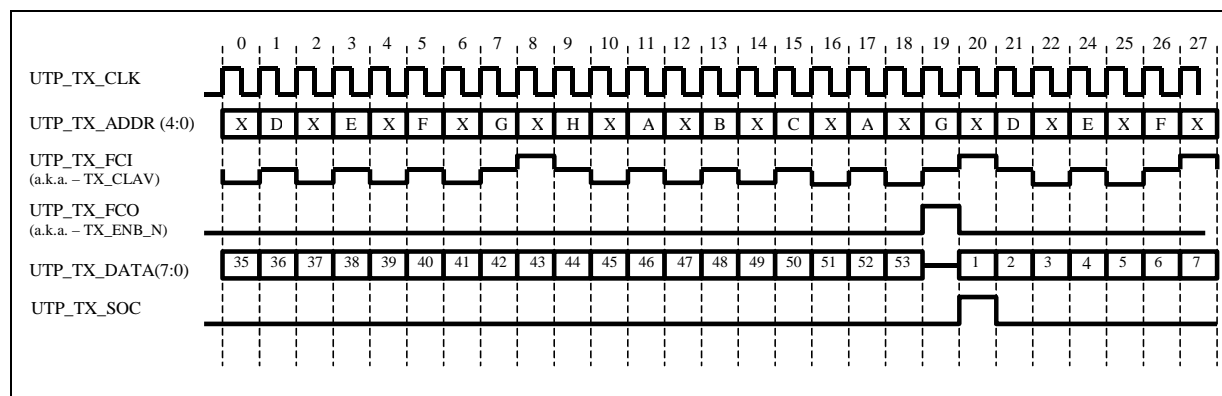 0 1 2 3 4 5 6 7 8 9 10 11 12 13 14 15 16 17 18 19 20 21 22 24 25 26 27
UTP_TX_CLK
UTP_TX_ADDR (4:0) X D X E X F X G X H X A X B X C X A X G X D X E X F X
UTP_TX_FCI
(a.k.a. – TX_CLAV)
UTP_TX_FCO
(a.k.a. – TX_ENB_N)
UTP_TX_DATA(7:0) 35 36 37 38 39 40 41 42 43 44 45 46 47 48 49 50 51 52 53 1 2 3 4 5 6 7
UTP_TX_SOC